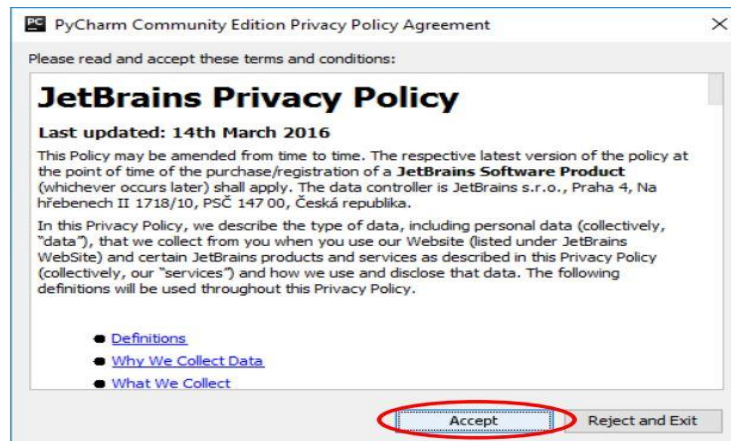 PC PyCharm Community Edition Privacy Policy Agreement
Please read and accept these terms and conditions:
JetBrains Privacy Policy
Last updated: 14th March 2016
This Policy may be amended from time to time. The respective latest version of the policy at
the point of time of the purchase/registration of a JetBrains Software Product
(whichever occurs later) shall apply. The data controller is JetBrains s.r.o., Praha 4, Na
hřebenech II 1718/10, PSČ 147 00, Česká republika.
In this Privacy Policy, we describe the type of data, including personal data (collectively,
"data"), that we collect from you when you use our Website (listed under JetBrains
WebSite) and certain JetBrains products and services as described in this Privacy Policy
(collectively, our "services") and how we use and disclose that data. The following
definitions will be used throughout this Privacy Policy.
Definitions
Why We Collect Data
What We Collect
Accept Reject and Exit